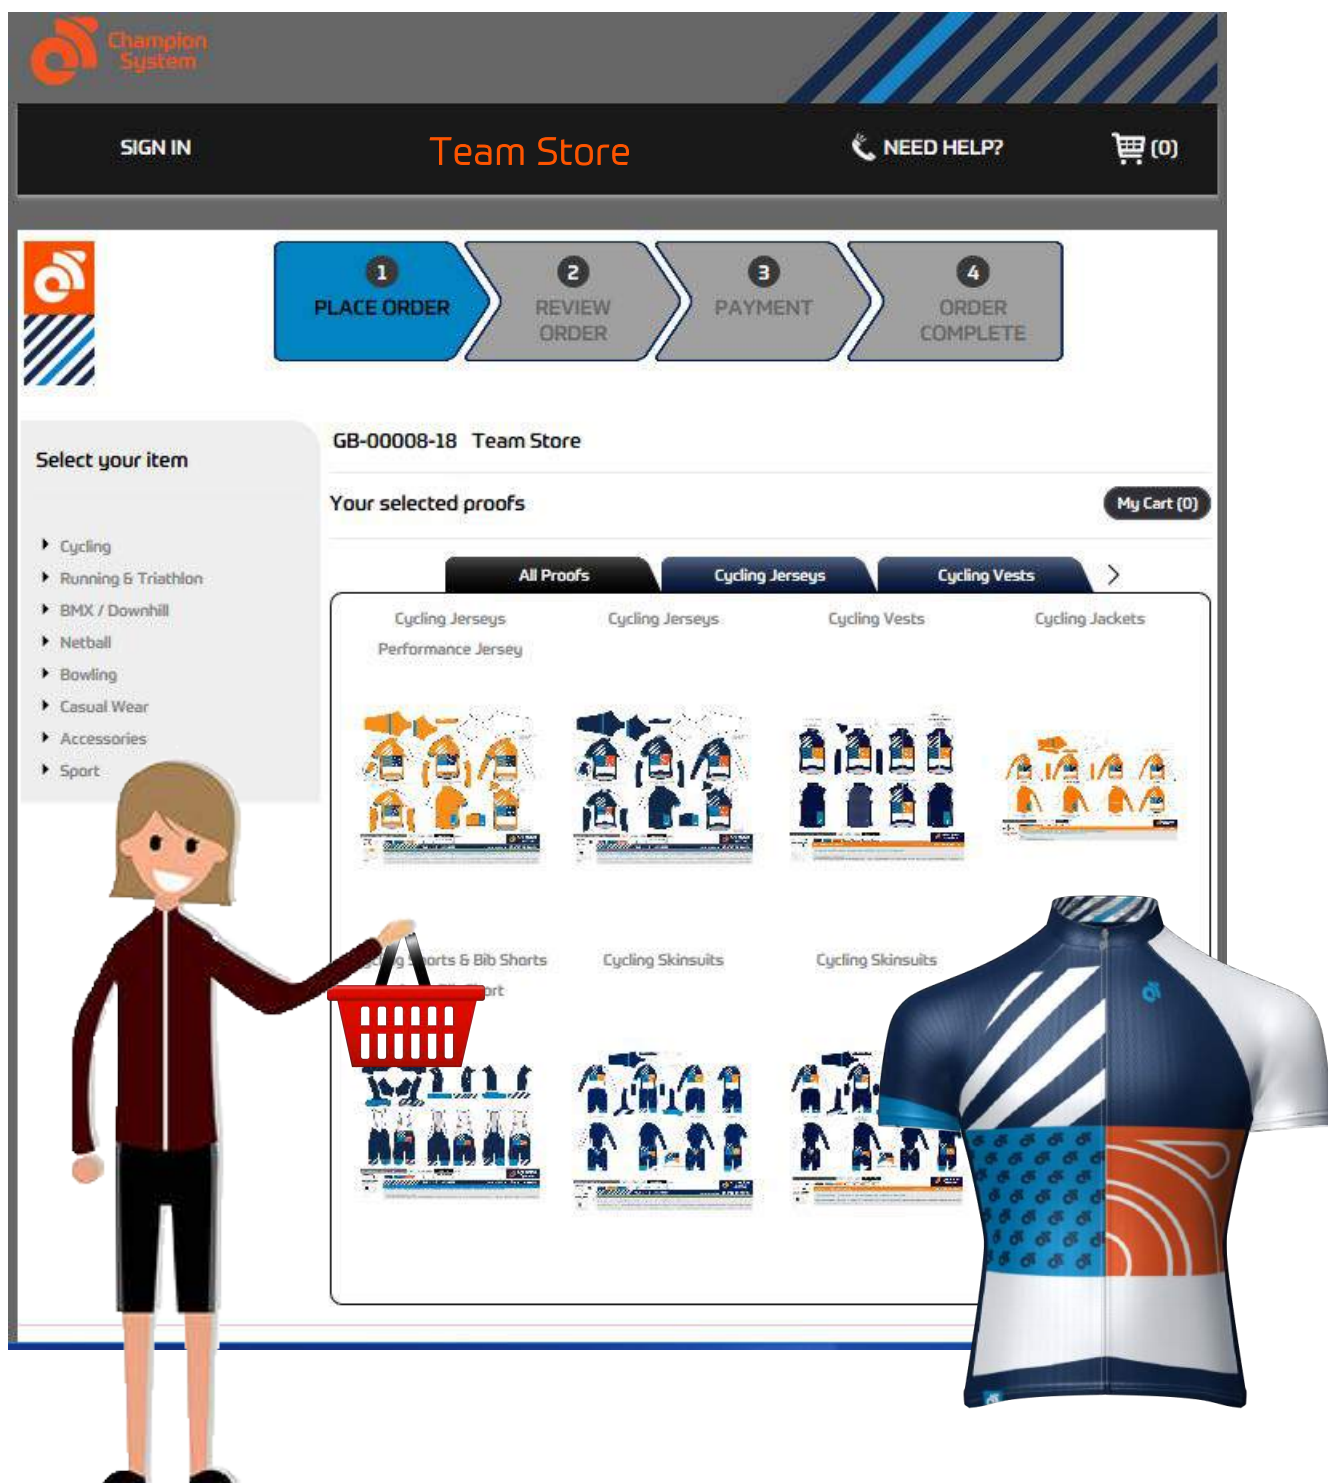 Champion
System
SIGN IN
Team Store
NEED HELP?
(0)
1
PLACE ORDER
2
REVIEW
ORDER
3
PAYMENT
4
ORDER
COMPLETE
Select your item
Cycling
Running & Triathlon
BMX / Downhill
Netball
Bowling
Casual Wear
Accessories
Sport
GB-00008-18 Team Store
Your selected proofs
My Cart (0)
All Proofs
Cycling Jerseys
Cycling Vests
Cycling Jerseys
Performance Jersey
Cycling Jerseys
Cycling Vests
Cycling Jackets
& Bib Shorts
Cycling Skinsuits
Cycling Skinsuits